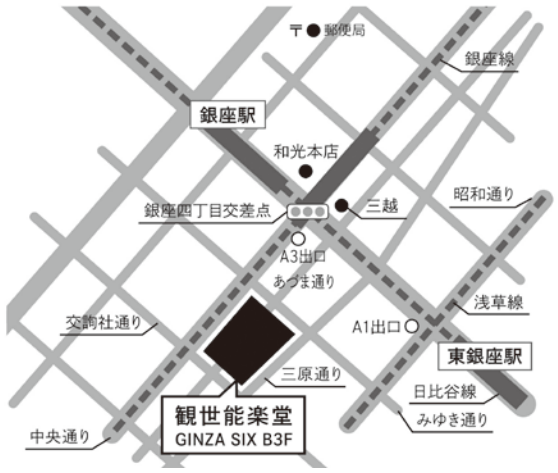 〒●郵便局
銀座線
銀座駅
和光本店
昭和通り
銀座四丁目交差点
三越
A3出口
あづま通り
浅草線
交詢社通り
A1出口
東銀座駅
三原通り
日比谷線
観世能楽堂
GINZA SIX B3F
みゆき通り
中央通り